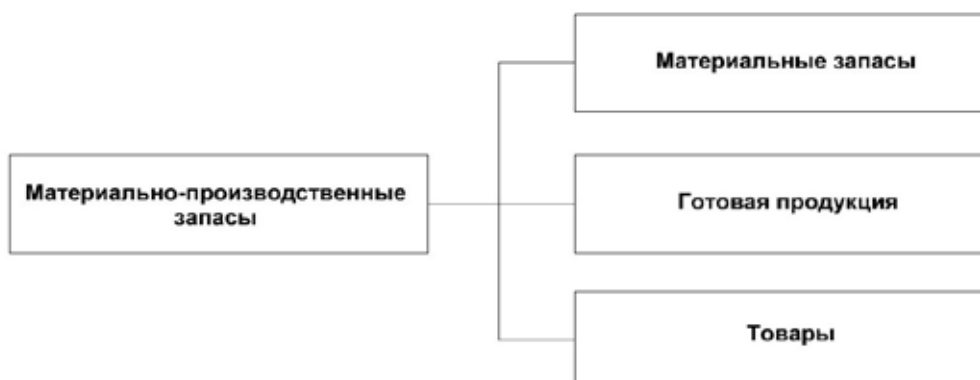 Материальные запасы
Материально-производственные
запасы
Готовая продукция
Товары